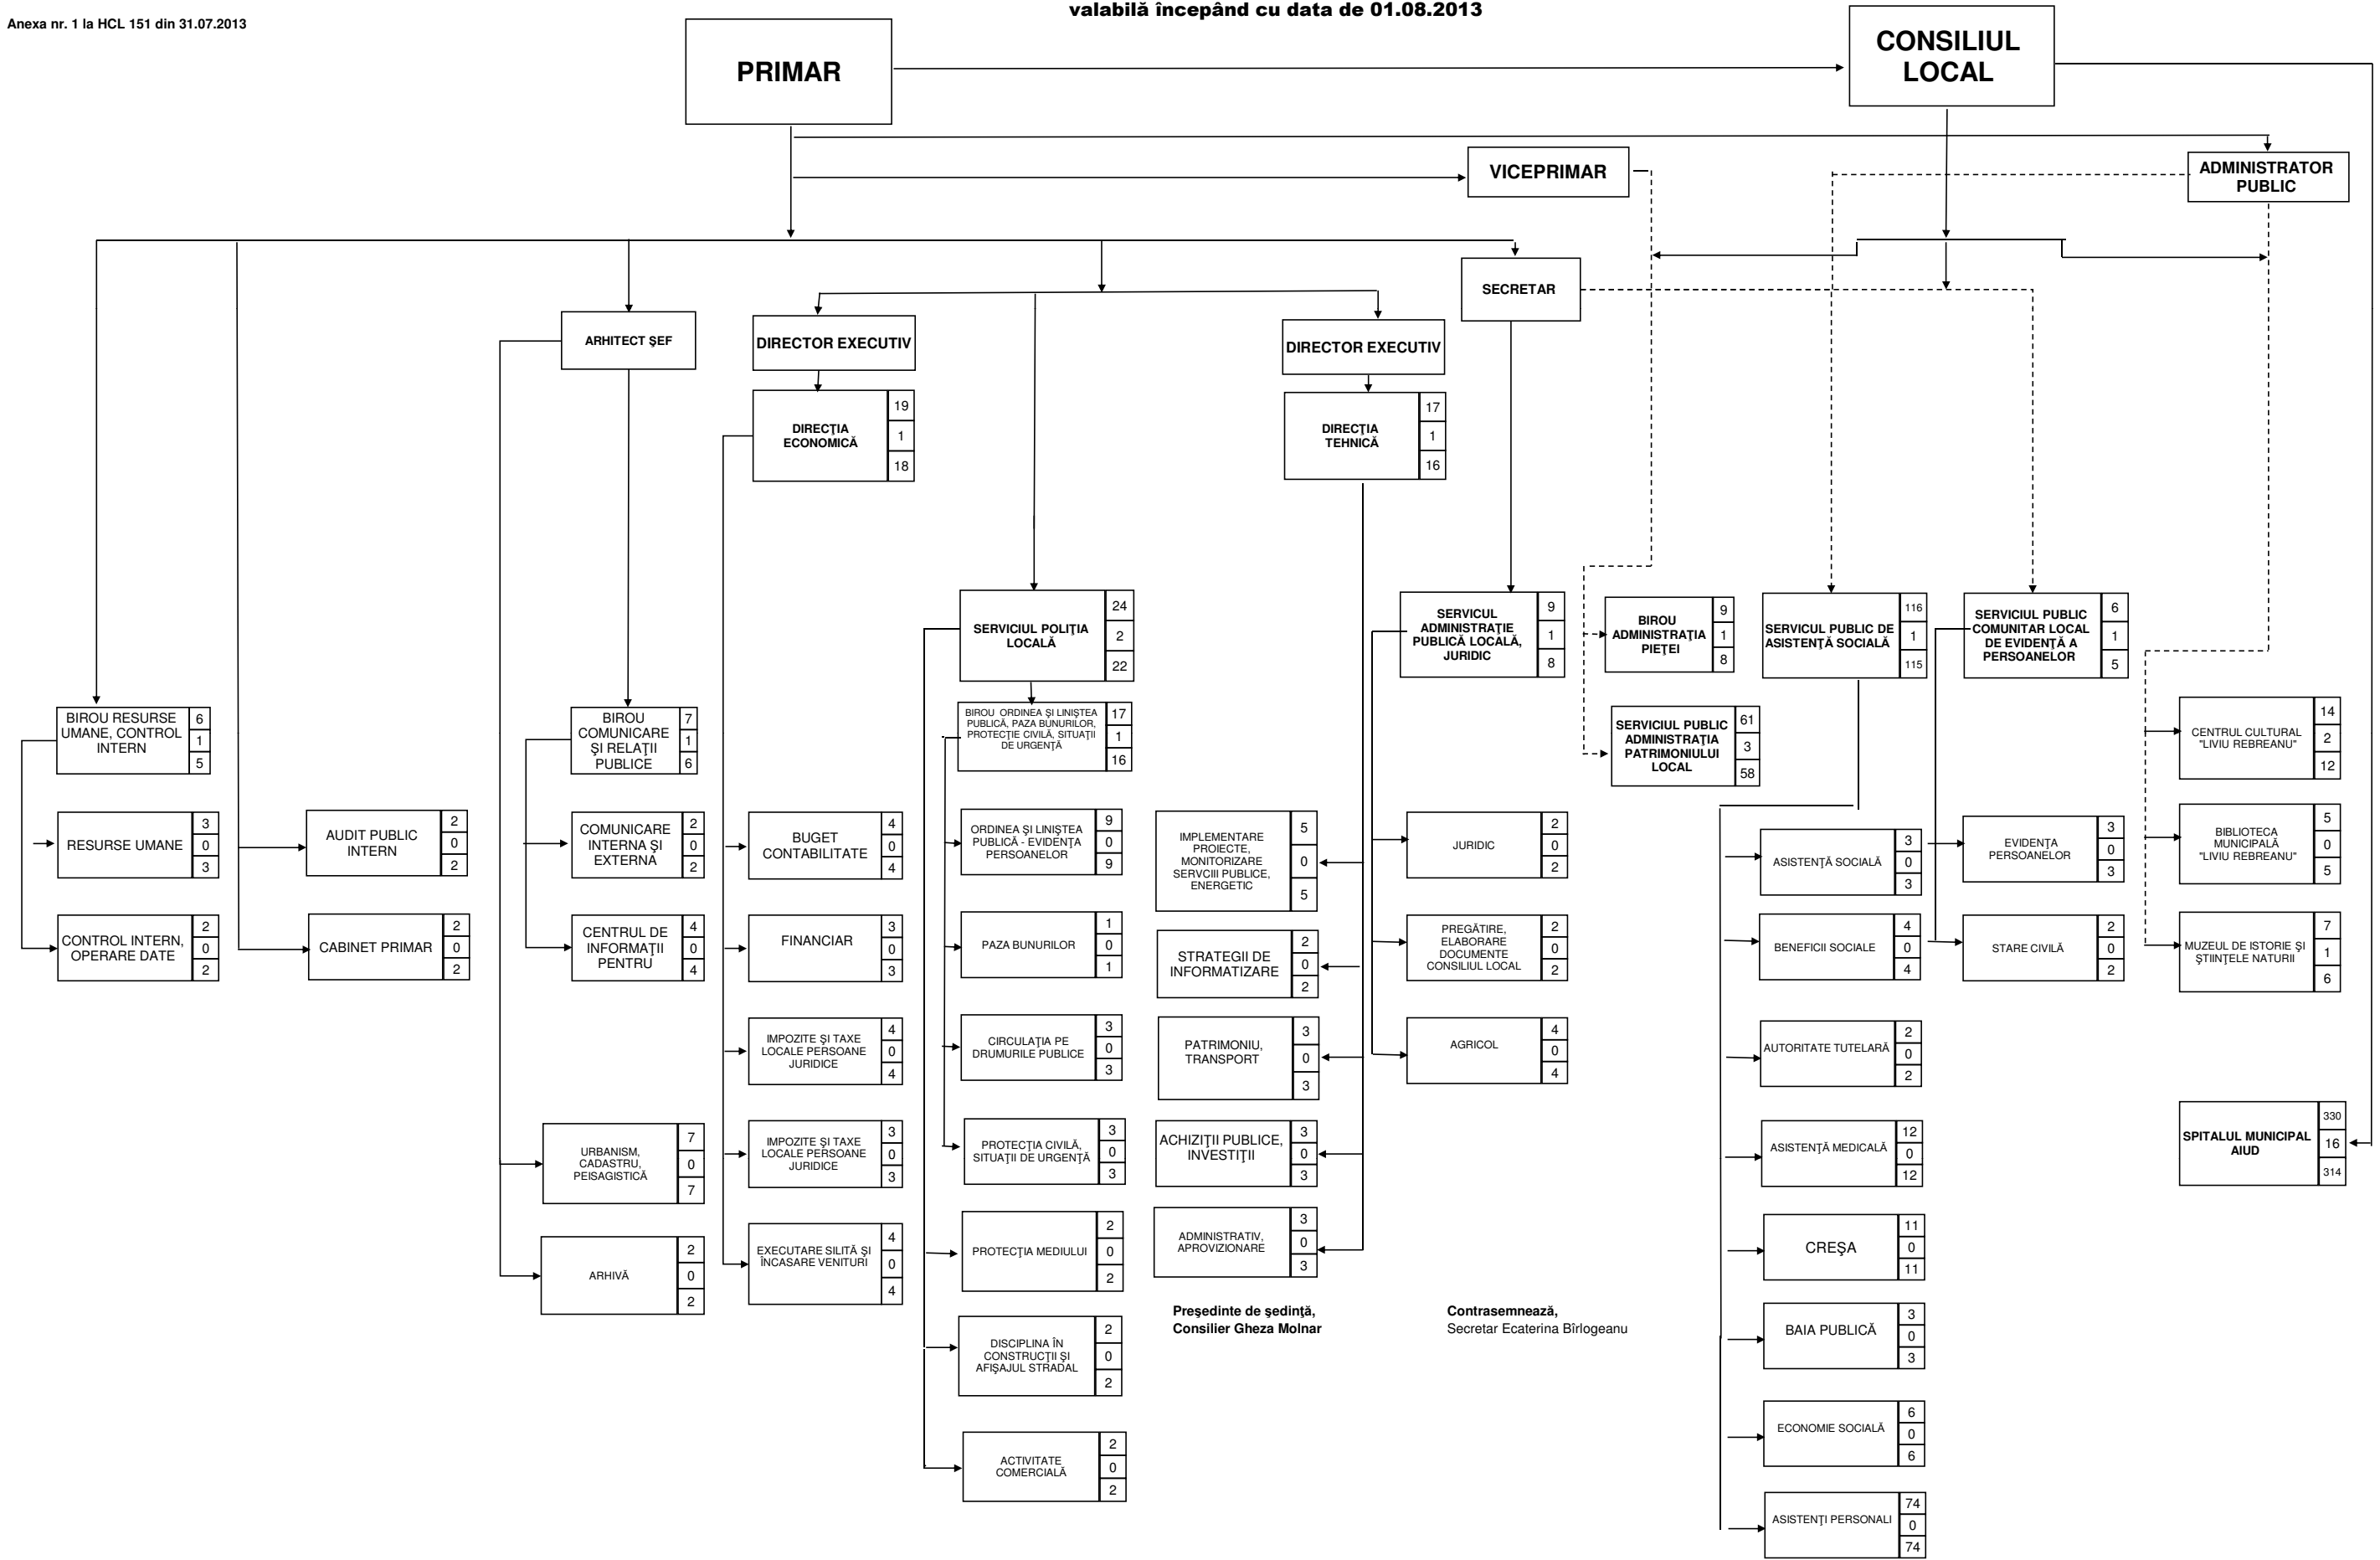 valabilă începând cu data de 01.08.2013
Anexa nr. 1 la HCL 151 din 31.07.2013
PRIMAR
CONSILIUL
LOCAL
VICEPRIMAR
ADMINISTRATOR
PUBLIC
SECRETAR
ARHITECT ŞEF
DIRECTOR EXECUTIV
DIRECTOR EXECUTIV
DIRECŢIA
ECONOMICĂ
19
1
18
DIRECŢIA
TEHNICĂ
17
1
16
SERVICIUL POLIŢIA
LOCALĂ
24
2
22
SERVICUL
ADMINISTRAŢIE
PUBLICĂ LOCALĂ,
JURIDIC
9
1
8
BIROU
ADMINISTRAŢIA
PIEŢEI
9
1
8
SERVICUL PUBLIC DE
ASISTENŢĂ SOCIALĂ
116
1
115
SERVICIUL PUBLIC
COMUNITAR LOCAL
DE EVIDENŢĂ A
PERSOANELOR
6
1
5
BIROU RESURSE
UMANE, CONTROL
INTERN
6
1
5
BIROU
COMUNICARE
ŞI RELAŢII
PUBLICE
7
1
6
BIROU  ORDINEA ŞI LINIŞTEA
PUBLICĂ, PAZA BUNURILOR,
PROTECŢIE CIVILĂ, SITUAŢII
DE URGENŢĂ
17
1
16
SERVICIUL PUBLIC
ADMINISTRAŢIA
PATRIMONIULUI
LOCAL
61
3
58
CENTRUL CULTURAL
"LIVIU REBREANU"
14
2
12
RESURSE UMANE
3
0
3
AUDIT PUBLIC
INTERN
2
0
2
COMUNICARE
INTERNA ŞI
EXTERNA
2
0
2
BUGET
CONTABILITATE
4
0
4
ORDINEA ŞI LINIŞTEA
PUBLICĂ - EVIDENŢA
PERSOANELOR
9
0
9
IMPLEMENTARE
PROIECTE,
MONITORIZARE
SERVCIII PUBLICE,
ENERGETIC
5
0
5
JURIDIC
2
0
2
ASISTENŢĂ SOCIALĂ
3
0
3
EVIDENŢA
PERSOANELOR
3
0
3
BIBLIOTECA
MUNICIPALĂ
"LIVIU REBREANU"
5
0
5
CONTROL INTERN,
OPERARE DATE
2
0
2
CABINET PRIMAR
2
0
2
CENTRUL DE
INFORMAŢII
PENTRU
4
0
4
FINANCIAR
3
0
3
PAZA BUNURILOR
1
0
1
STRATEGII DE
INFORMATIZARE
2
0
2
PREGĂTIRE,
ELABORARE
DOCUMENTE
CONSILIUL LOCAL
2
0
2
BENEFICII SOCIALE
4
0
4
STARE CIVILĂ
2
0
2
MUZEUL DE ISTORIE ŞI
ŞTIINŢELE NATURII
7
1
6
IMPOZITE ŞI TAXE
LOCALE PERSOANE
JURIDICE
4
0
4
CIRCULAŢIA PE
DRUMURILE PUBLICE
3
0
3
PATRIMONIU,
TRANSPORT
3
0
3
AGRICOL
4
0
4
AUTORITATE TUTELARĂ
2
0
2
URBANISM,
CADASTRU,
PEISAGISTICĂ
7
0
7
IMPOZITE ŞI TAXE
LOCALE PERSOANE
JURIDICE
3
0
3
PROTECŢIA CIVILĂ,
SITUAŢII DE URGENŢĂ
3
0
3
ACHIZIŢII PUBLICE,
INVESTIŢII
3
0
3
ASISTENŢĂ MEDICALĂ
12
0
12
SPITALUL MUNICIPAL
AIUD
330
16
314
ARHIVĂ
2
0
2
EXECUTARE SILITĂ ŞI
ÎNCASARE VENITURI
4
0
4
PROTECŢIA MEDIULUI
2
0
2
ADMINISTRATIV,
APROVIZIONARE
3
0
3
CREŞA
11
0
11
Preşedinte de şedinţă,
Consilier Gheza Molnar
Contrasemnează,
Secretar Ecaterina Bîrlogeanu
DISCIPLINA ÎN
CONSTRUCŢII ŞI
AFIŞAJUL STRADAL
2
0
2
BAIA PUBLICĂ
3
0
3
ACTIVITATE
COMERCIALĂ
2
0
2
ECONOMIE SOCIALĂ
6
0
6
ASISTENŢI PERSONALI
74
0
74